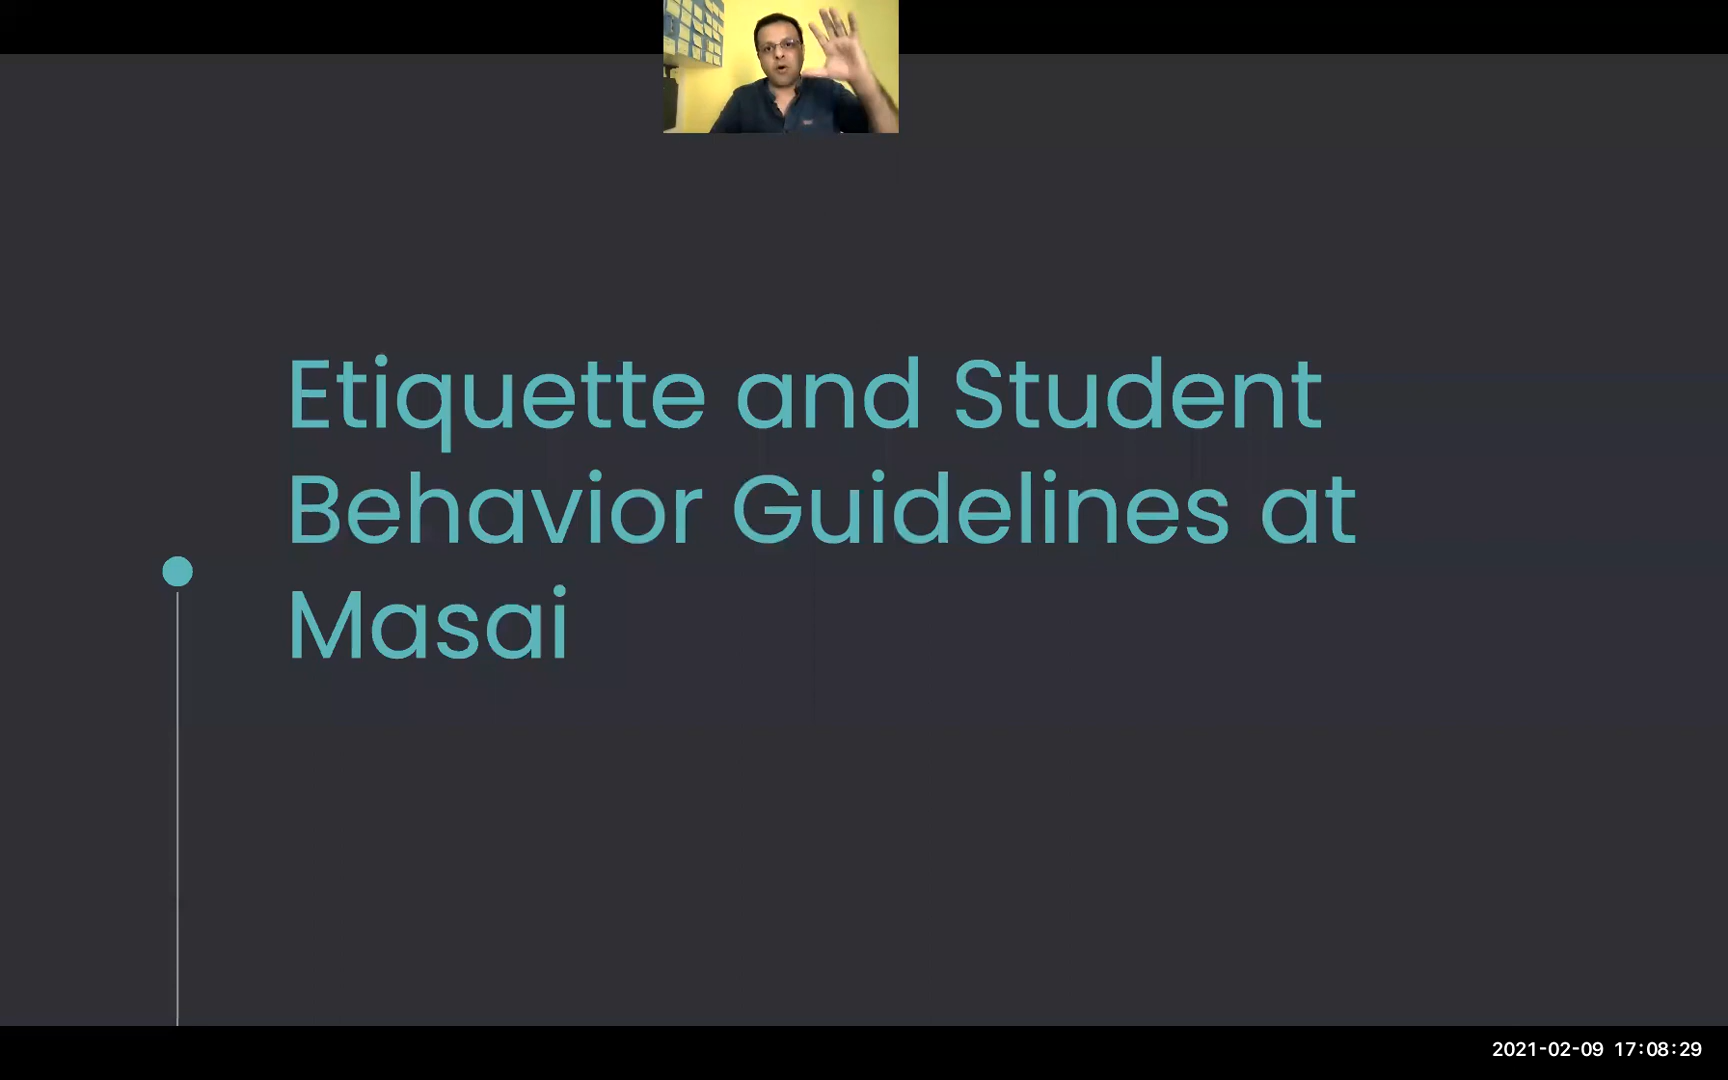 Etiquette and Student
Behavior Guidelines at
Masai
2021-02-09 17:08:29